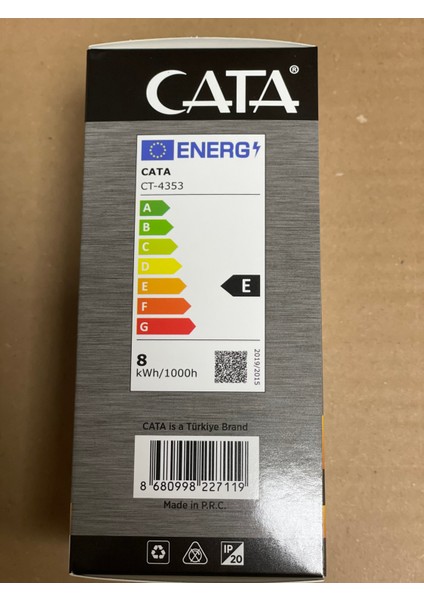 CATA®
ENERG
CATA
CT-4353
A
B
C
D
E
F
G
E
8
kWh/1000h
2019/2015
CATA is a Türkiye Brand
8 680998 227119
Made in P.R.C.
IP
20